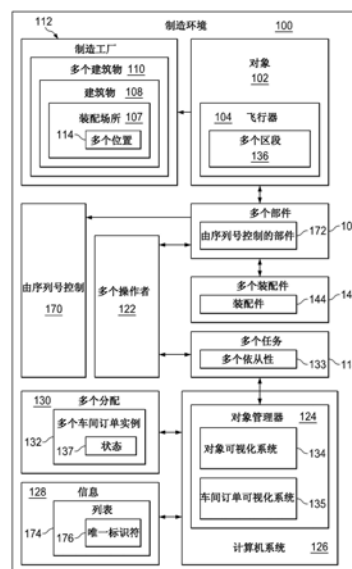 制造环境 100
112
制造工厂
多个建筑物 110
建筑物 108
装配场所 107
114
多个位置
对象
102
104 飞行器
多个区段
136
由序列号控制
170
多个操作者
122
多个部件
由序列号控制的部件
172
多个装配件
装配件
144
多个任务
多个依从性
133
多个分配
130
多个车间订单实例
132
状态
137
信息
128
列表
174
唯一标识符
176
对象管理器 124
对象可视化系统
134
车间订单可视化系统
135
计算机系统 126